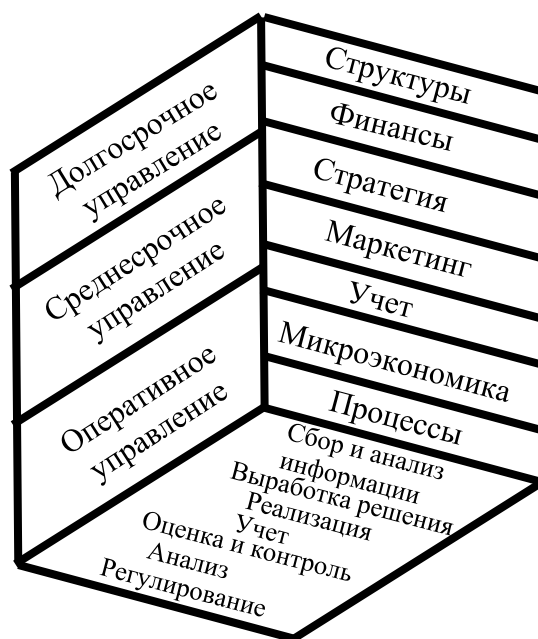 Долгосрочное
управление
Среднесрочное
управление
Оперативное
управление
Структуры
Финансы
Стратегия
Маркетинг
Учет
Микроэкономика
Процессы
Сбор и анализ
информации
Выработка решения
Реализация
Учет
Оценка и контроль
Анализ
Регулирование